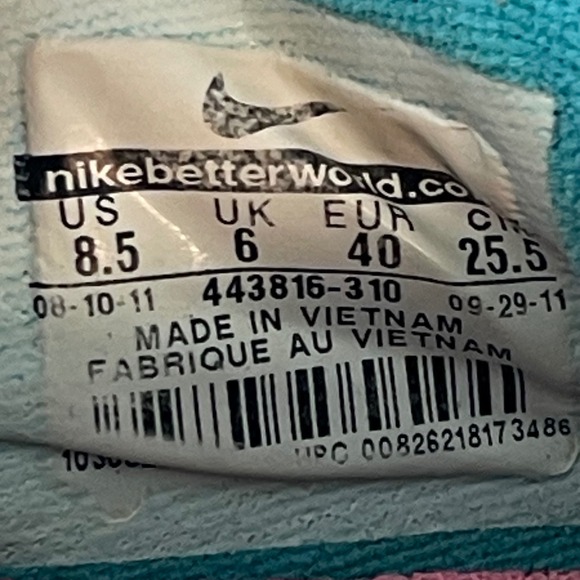 nikebetterworld.co
US UK EUR CM
8.5 6 40 25.5
08-10-11 443816-310 09-29-11
MADE IN VIETNAM
FABRIQUE AU VIETNAM
UPC 00826218173486